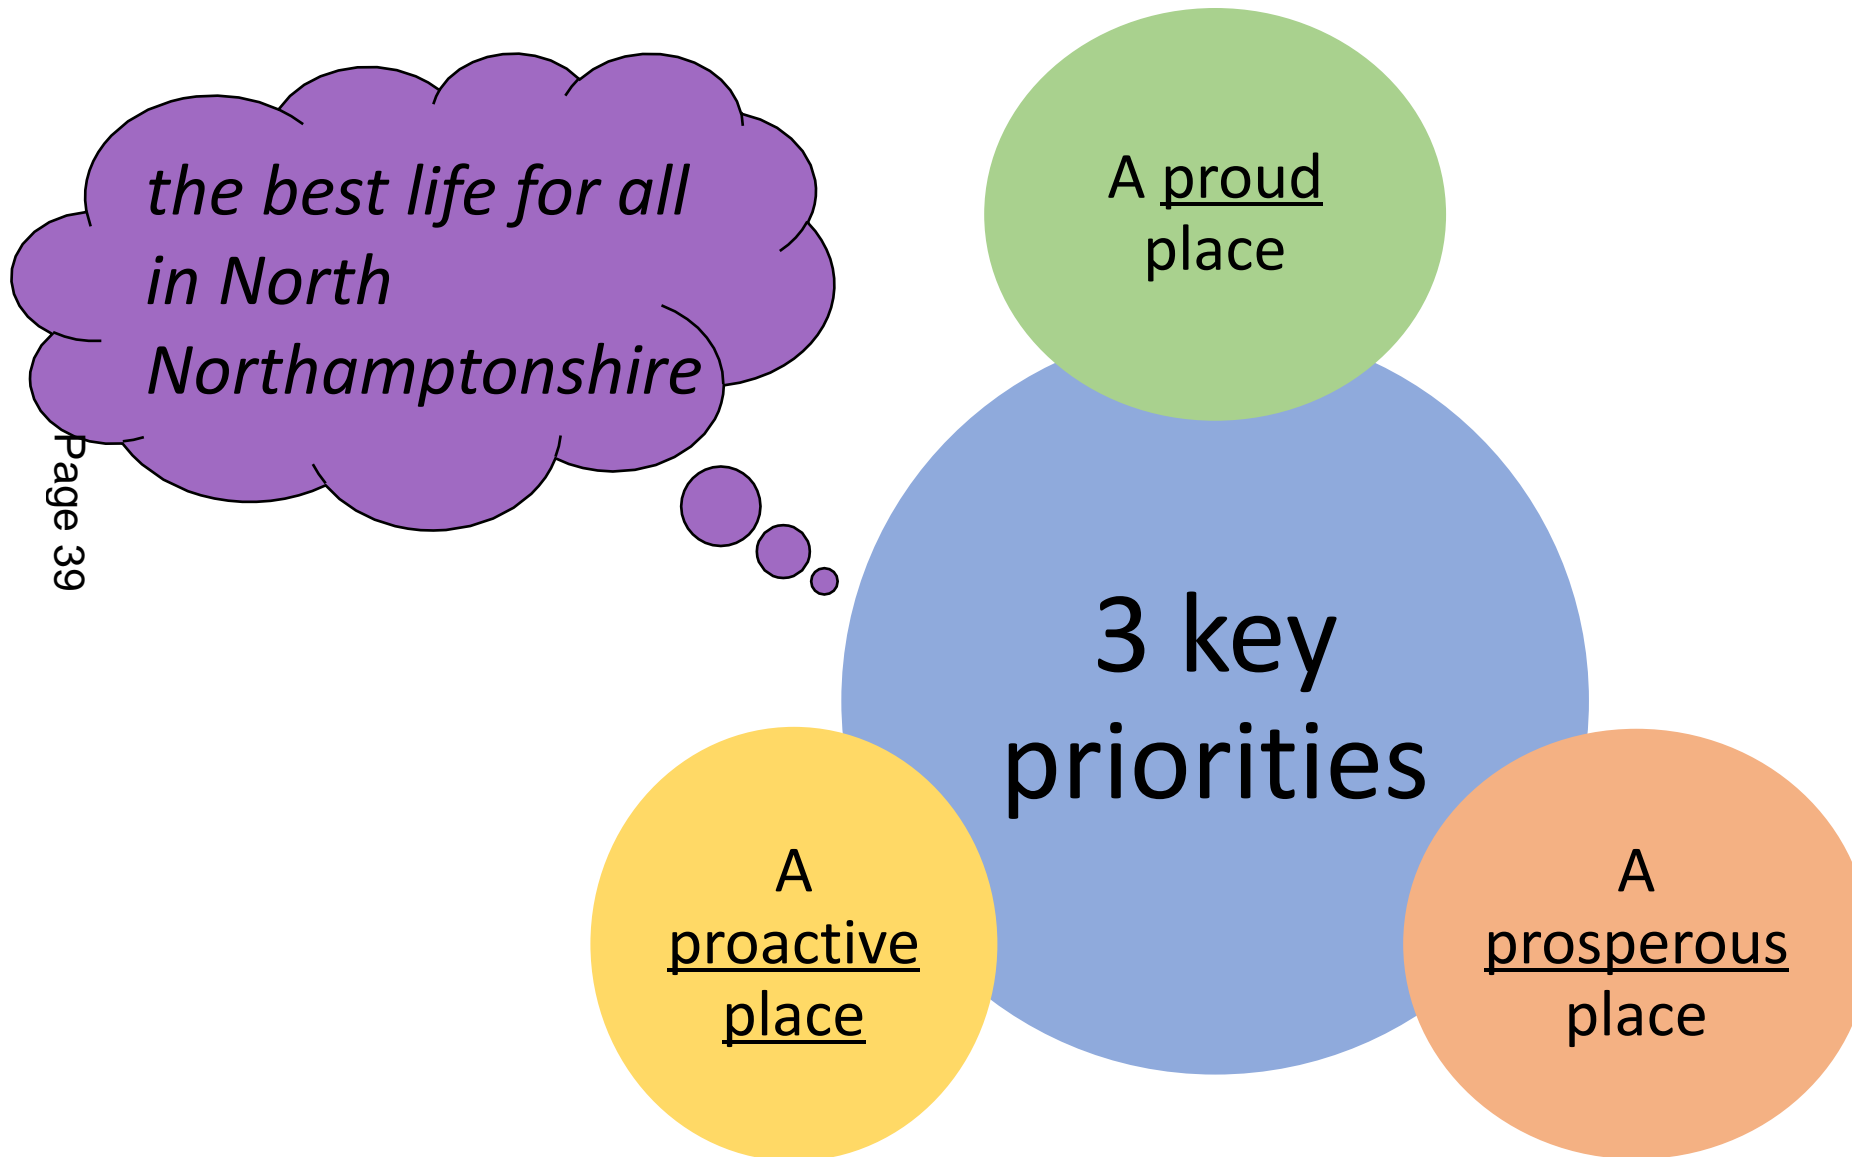 the best life for all
in North
Northamptonshire
Page 39
A proud
place
3 key
priorities
A
proactive
place
A
prosperous
place